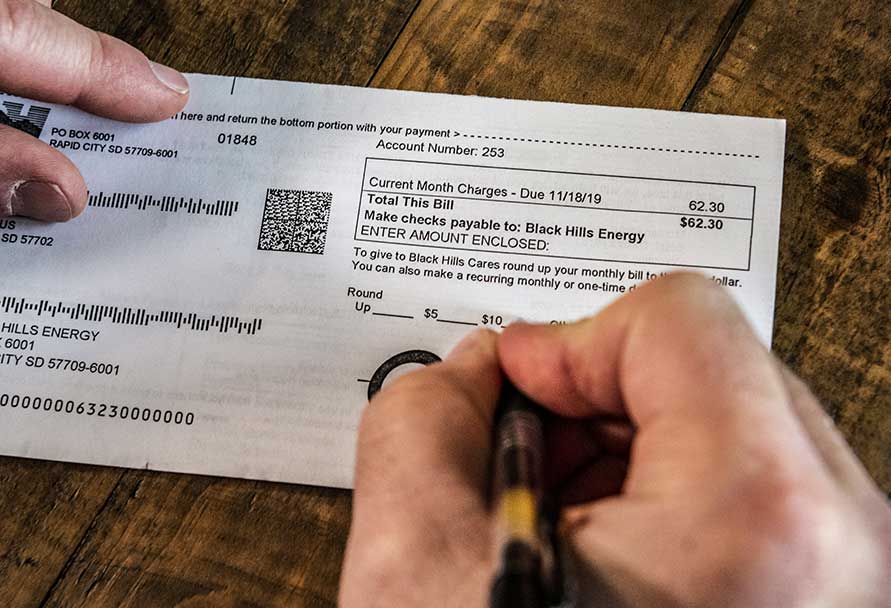 n here and return the bottom portion with your payment >
PO BOX 6001
RAPID CITY SD 57709-6001
01848
Account Number: 253
Current Month Charges - Due 11/18/19 62.30
Total This Bill $62.30
Make checks payable to: Black Hills Energy
ENTER AMOUNT ENCLOSED:
US
SD 57702
To give to Black Hills Cares round up your monthly bill to dollar.
You can also make a recurring monthly or one-time
Round
Up $5 $10
HILLS ENERGY
6001
ITY SD 57709-6001
000000063230000000